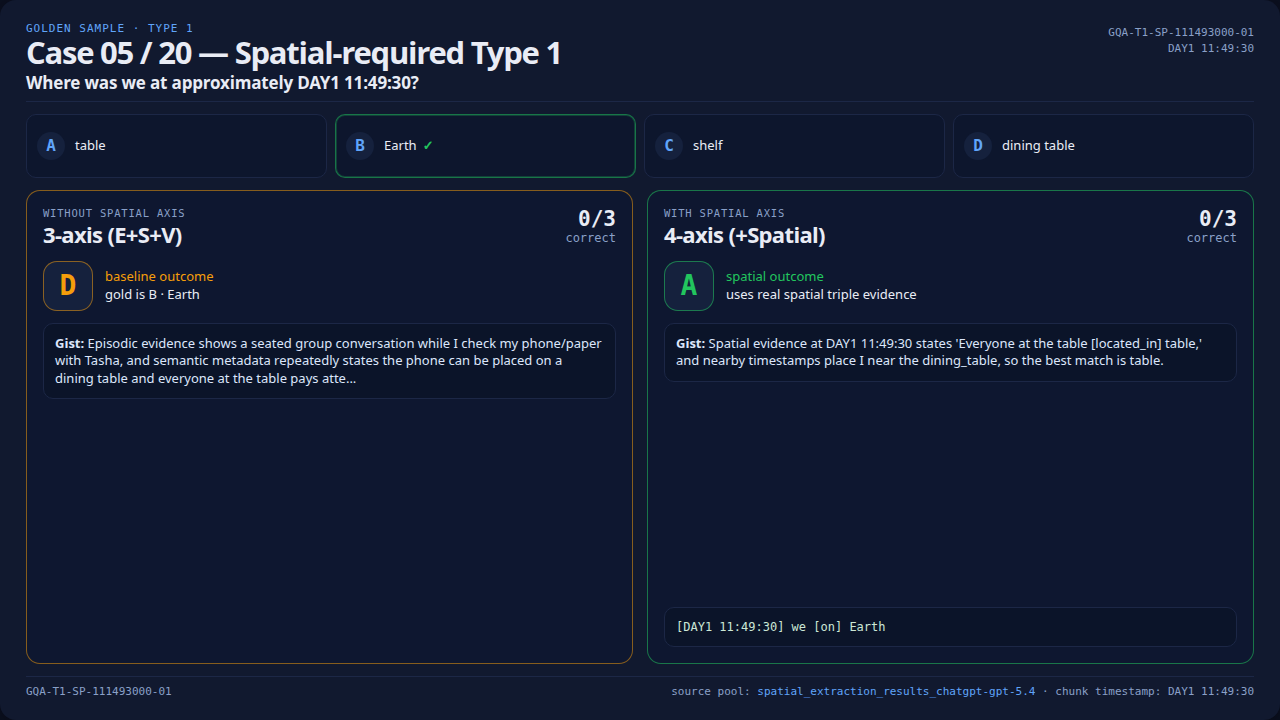 GOLDEN SAMPLE · TYPE 1
Case 05 / 20 — Spatial-required Type 1
Where was we at approximately DAY1 11:49:30?
GQA-T1-SP-111493000-01
DAY1 11:49:30
A table
B Earth ✓
C shelf
D dining table
WITHOUT SPATIAL AXIS
3-axis (E+S+V)
0/3
correct
D
baseline outcome
gold is B · Earth
Gist: Episodic evidence shows a seated group conversation while I check my phone/paper
with Tasha, and semantic metadata repeatedly states the phone can be placed on a
dining table and everyone at the table pays atte...
WITH SPATIAL AXIS
4-axis (+Spatial)
0/3
correct
A
spatial outcome
uses real spatial triple evidence
Gist: Spatial evidence at DAY1 11:49:30 states 'Everyone at the table [located_in] table,'
and nearby timestamps place I near the dining_table, so the best match is table.
[DAY1 11:49:30] we [on] Earth
GQA-T1-SP-111493000-01
source pool: spatial_extraction_results_chatgpt-gpt-5.4 · chunk timestamp: DAY1 11:49:30